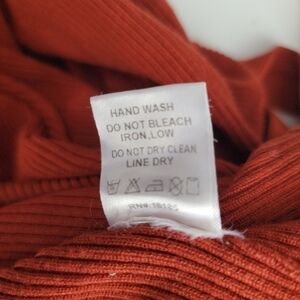 HAND WASH
DO NOT BLEACH
IRON,LOW
DO NOT DRY CLEAN
LINE DRY